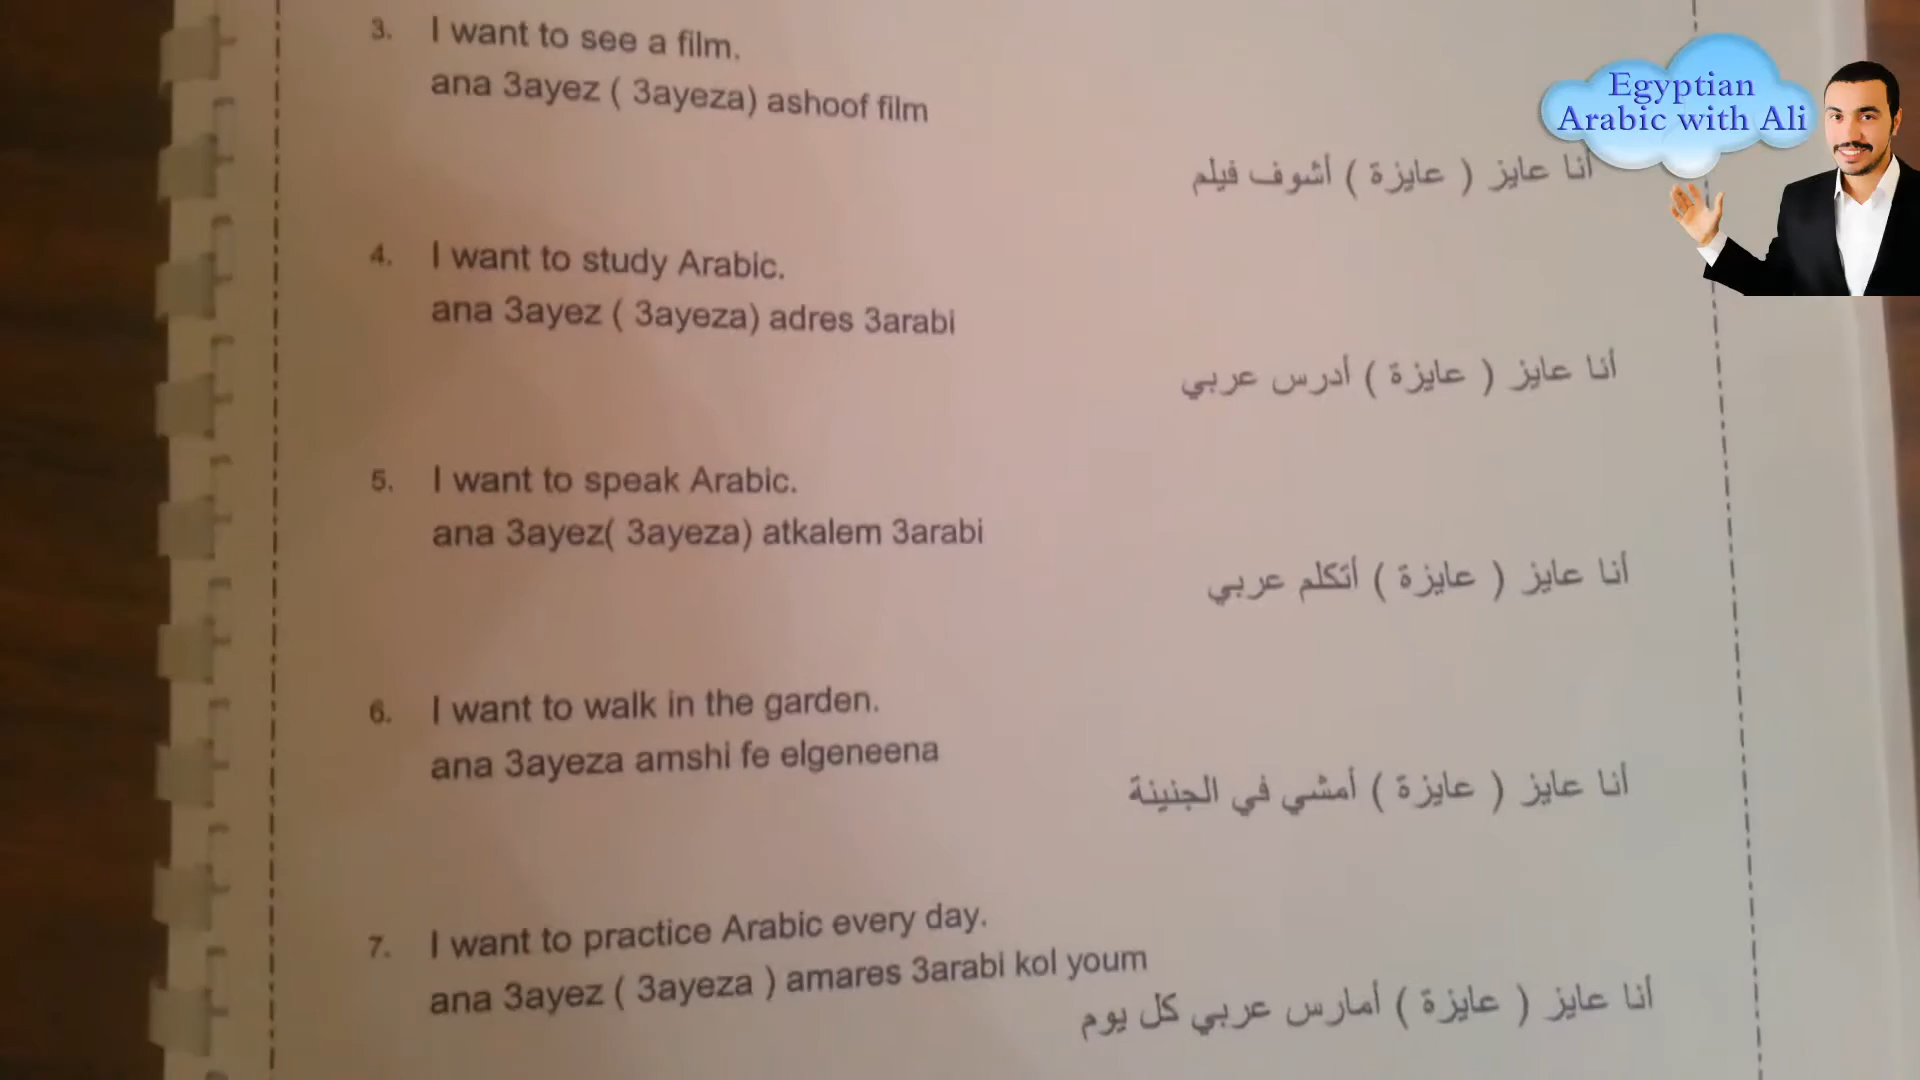 3. I want to see a film.
ana 3ayez ( 3ayeza) ashoof film
أنا عايز ( عايزة ) أشوف فيلم
4. I want to study Arabic.
ana 3ayez ( 3ayeza) adres 3arabi
أنا عايز ( عايزة ) أدرس عربي
5. I want to speak Arabic.
ana 3ayez( 3ayeza) atkalem 3arabi
أنا عايز ( عايزة ) أتكلم عربي
6. I want to walk in the garden.
ana 3ayeza amshi fe elgeneena
أنا عايز ( عايزة ) أمشي في الجنينة
7. I want to practice Arabic every day.
ana 3ayez ( 3ayeza ) amares 3arabi kol youm
أنا عايز ( عايزة ) أمارس عربي كل يوم
Egyptian
Arabic with Ali